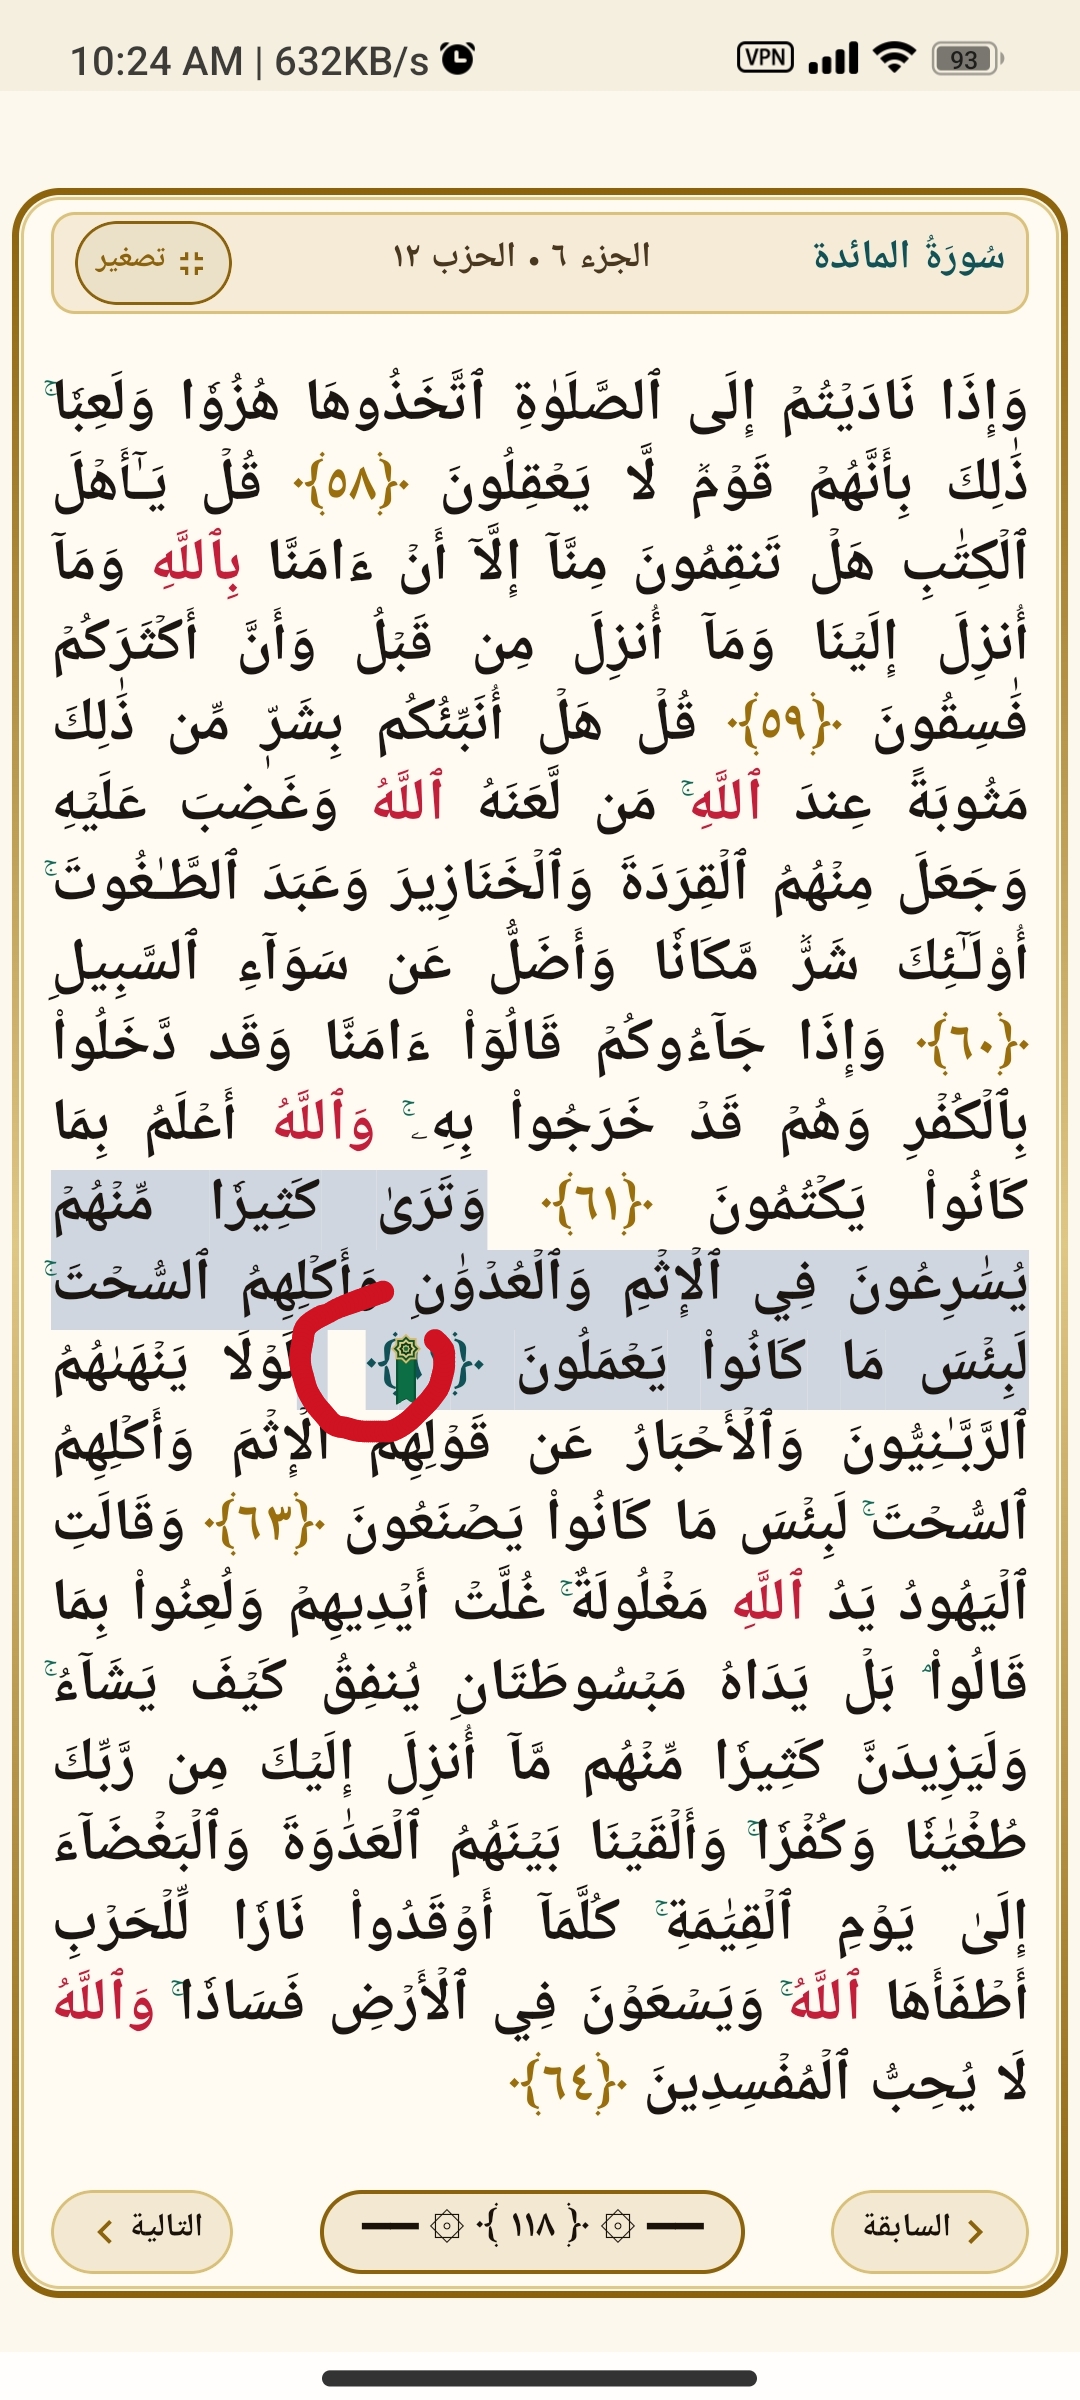 10:24 AM | 632KB/s
VPN
93
سُورَةُ المائدة
الجزء ٦ • الحزب ١٢
تصغير
وَإِذَا نَادَيۡتُمۡ إِلَى ٱلصَّلَوٰةِ ٱتَّخَذُوهَا هُزُوٗا وَلَعِبٗاۚ
ذَٰلِكَ بِأَنَّهُمۡ قَوۡمٞ لَّا يَعۡقِلُونَ ﴿٥٨﴾ قُلۡ يَـٰٓأَهۡلَ
ٱلۡكِتَٰبِ هَلۡ تَنقِمُونَ مِنَّآ إِلَّآ أَنۡ ءَامَنَّا بِٱللَّهِ وَمَآ
أُنزِلَ إِلَيۡنَا وَمَآ أُنزِلَ مِن قَبۡلُ وَأَنَّ أَكۡثَرَكُمۡ
فَٰسِقُونَ ﴿٥٩﴾ قُلۡ هَلۡ أُنَبِّئُكُم بِشَرّٖ مِّن ذَٰلِكَ
مَثُوبَةً عِندَ ٱللَّهِۚ مَن لَّعَنَهُ ٱللَّهُ وَغَضِبَ عَلَيۡهِ
وَجَعَلَ مِنۡهُمُ ٱلۡقِرَدَةَ وَٱلۡخَنَازِيرَ وَعَبَدَ ٱلطَّـٰغُوتَۚ
أُوْلَـٰٓئِكَ شَرّٞ مَّكَانٗا وَأَضَلُّ عَن سَوَآءِ ٱلسَّبِيلِ
﴿٦٠﴾ وَإِذَا جَآءُوكُمۡ قَالُوٓاْ ءَامَنَّا وَقَد دَّخَلُواْ
بِٱلۡكُفۡرِ وَهُمۡ قَدۡ خَرَجُواْ بِهِۦۚ وَٱللَّهُ أَعۡلَمُ بِمَا
كَانُواْ يَكۡتُمُونَ ﴿٦١﴾ وَتَرَىٰ كَثِيرٗا مِّنۡهُمۡ
يُسَٰرِعُونَ فِي ٱلۡإِثۡمِ وَٱلۡعُدۡوَٰنِ وَأَكۡلِهِمُ ٱلسُّحۡتَۚ
لَبِئۡسَ مَا كَانُواْ يَعۡمَلُونَ لَوۡلَا يَنۡهَىٰهُمُ
ٱلرَّبَّـٰنِيُّونَ وَٱلۡأَحۡبَارُ عَن قَوۡلِهِمُ ٱلۡإِثۡمَ وَأَكۡلِهِمُ
ٱلسُّحۡتَۚ لَبِئۡسَ مَا كَانُواْ يَصۡنَعُونَ ﴿٦٣﴾ وَقَالَتِ
ٱلۡيَهُودُ يَدُ ٱللَّهِ مَغۡلُولَةٌۚ غُلَّتۡ أَيۡدِيهِمۡ وَلُعِنُواْ بِمَا
قَالُواْۘ بَلۡ يَدَاهُ مَبۡسُوطَتَانِ يُنفِقُ كَيۡفَ يَشَآءُۚ
وَلَيَزِيدَنَّ كَثِيرٗا مِّنۡهُم مَّآ أُنزِلَ إِلَيۡكَ مِن رَّبِّكَ
طُغۡيَٰنٗا وَكُفۡرٗاۚ وَأَلۡقَيۡنَا بَيۡنَهُمُ ٱلۡعَدَٰوَةَ وَٱلۡبَغۡضَآءَ
إِلَىٰ يَوۡمِ ٱلۡقِيَٰمَةِۚ كُلَّمَآ أَوۡقَدُواْ نَارٗا لِّلۡحَرۡبِ
أَطۡفَأَهَا ٱللَّهُۚ وَيَسۡعَوۡنَ فِي ٱلۡأَرۡضِ فَسَادٗاۚ وَٱللَّهُ
لَا يُحِبُّ ٱلۡمُفۡسِدِينَ ﴿٦٤﴾
السابقة
۞ ﴿ ١١٨ ﴾ ۞
التالية